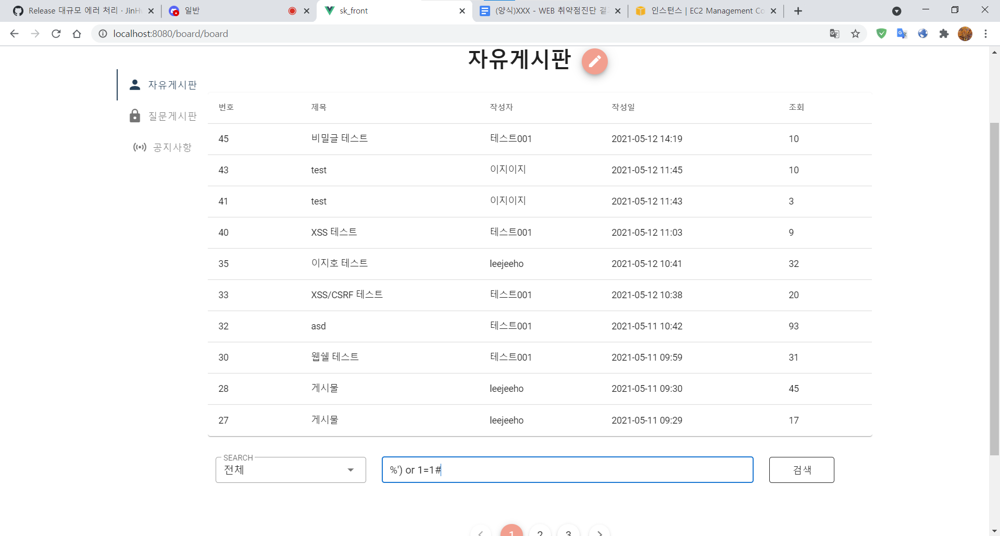 Release 대규모 에러 처리 · JinH
일반
sk_front
(양식)XXX - WEB 취약점진단 결
인스턴스 | EC2 Management Co
localhost:8080/board/board
자유게시판
자유게시판
질문게시판
공지사항
번호 제목 작성자 작성일 조회
45 비밀글 테스트 테스트001 2021-05-12 14:19 10
43 test 이지이지 2021-05-12 11:45 10
41 test 이지이지 2021-05-12 11:43 3
40 XSS 테스트 테스트001 2021-05-12 11:03 9
35 이지호 테스트 leejeeho 2021-05-12 10:41 32
33 XSS/CSRF 테스트 테스트001 2021-05-12 10:38 20
32 asd 테스트001 2021-05-11 10:42 93
30 웹쉘 테스트 테스트001 2021-05-11 09:59 31
28 게시물 leejeeho 2021-05-11 09:30 45
27 게시물 leejeeho 2021-05-11 09:29 17
SEARCH
전체
%') or 1=1#
검색
1 2 3